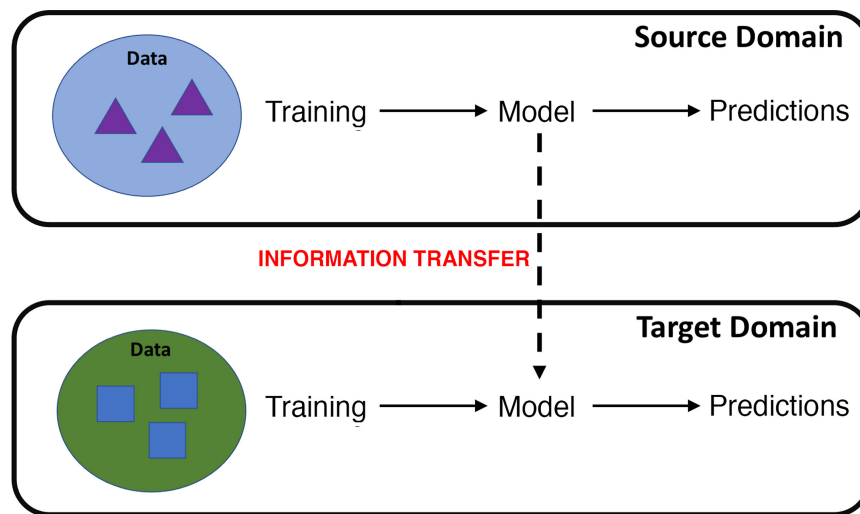 Source Domain
Data
Training Model Predictions
INFORMATION TRANSFER
Target Domain
Data
Training Model Predictions